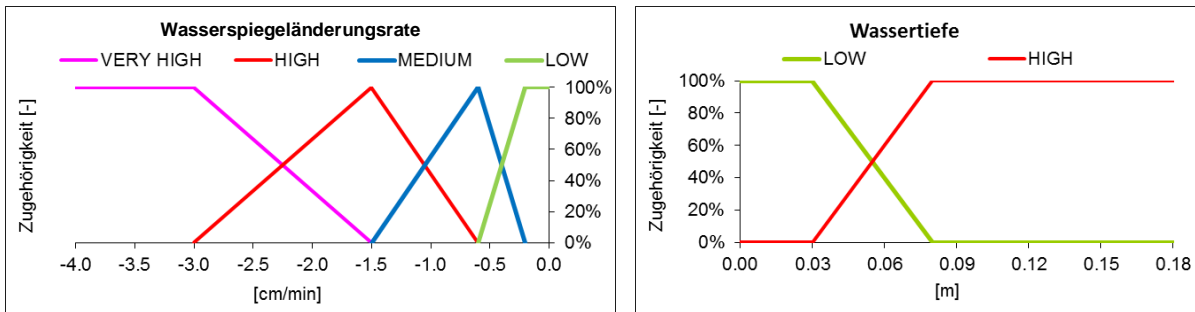 Wasserspiegeländerungsrate
VERY HIGH HIGH MEDIUM LOW
Zugehörigkeit [-]
100%
80%
60%
40%
20%
0%
-4.0 -3.5 -3.0 -2.5 -2.0 -1.5 -1.0 -0.5 0.0
[cm/min]
Wassertiefe
LOW HIGH
Zugehörigkeit [-]
100%
80%
60%
40%
20%
0%
0.00 0.03 0.06 0.09 0.12 0.15 0.18
[m]